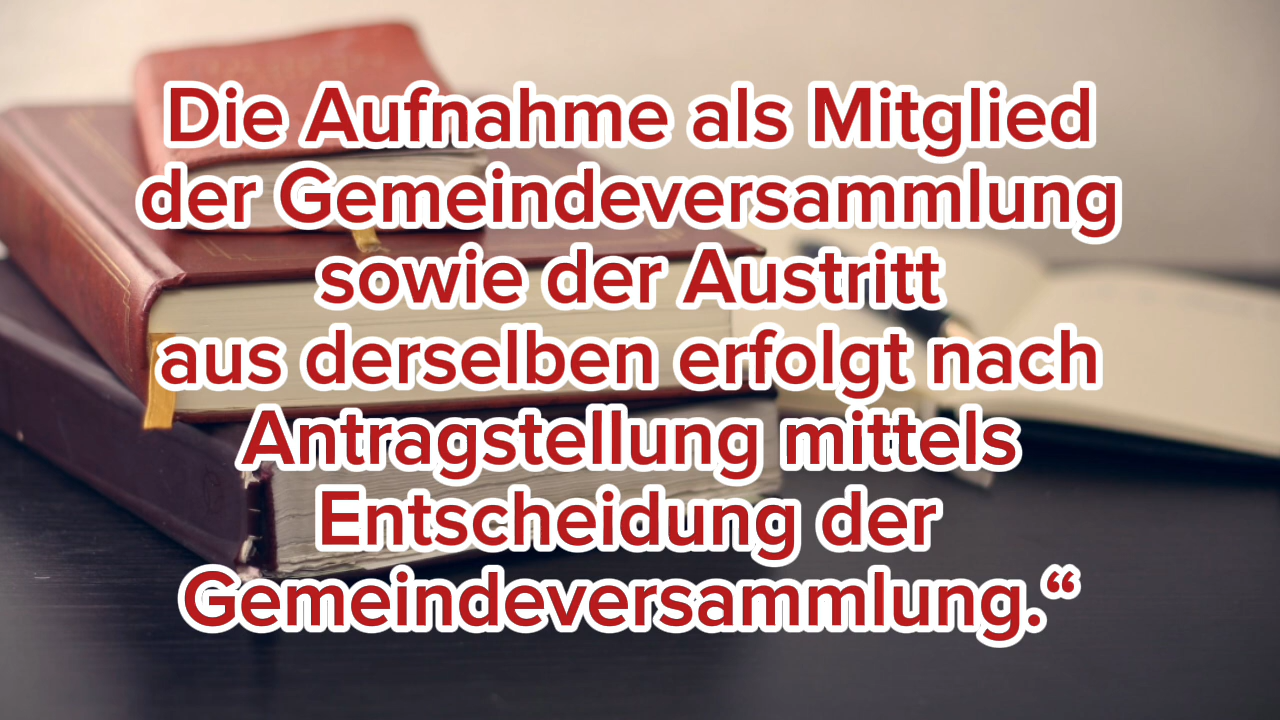 Die Aufnahme als Mitglied
der Gemeindeversammlung
sowie der Austritt
aus derselben erfolgt nach
Antragstellung mittels
Entscheidung der
Gemeindeversammlung.“